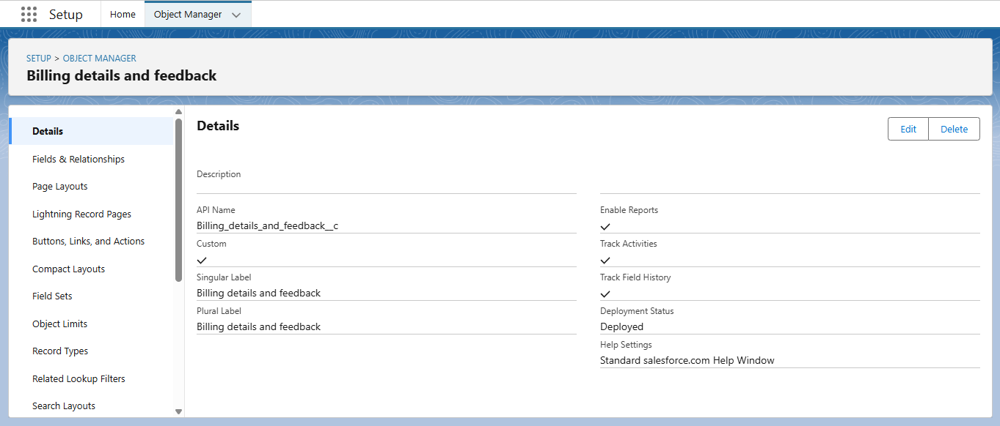 Setup
Home
Object Manager
SETUP > OBJECT MANAGER
Billing details and feedback
Details
Fields & Relationships
Page Layouts
Lightning Record Pages
Buttons, Links, and Actions
Compact Layouts
Field Sets
Object Limits
Record Types
Related Lookup Filters
Search Layouts
Details
Edit
Delete
Description
API Name
Billing_details_and_feedback__c
Custom
Singular Label
Billing details and feedback
Plural Label
Billing details and feedback
Enable Reports
Track Activities
Track Field History
Deployment Status
Deployed
Help Settings
Standard salesforce.com Help Window